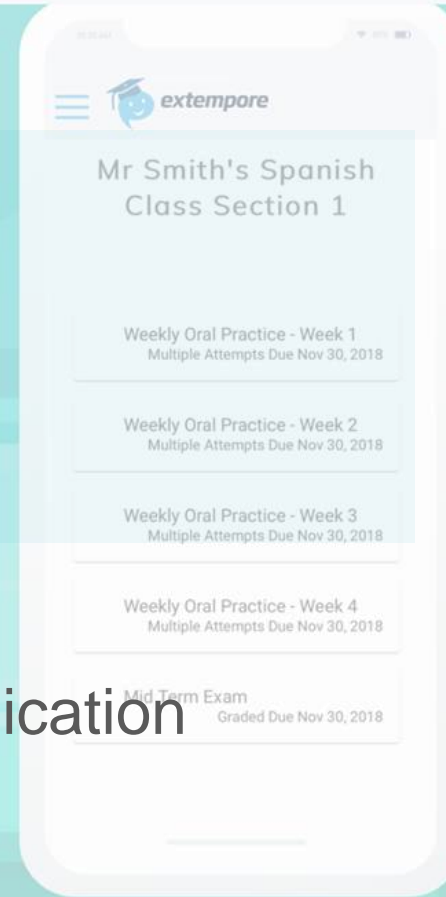 extempore
Mr Smith's Spanish
Class Section 1
Weekly Oral Practice - Week 1
Multiple Attempts Due Nov 30, 2018
Weekly Oral Practice - Week 2
Multiple Attempts Due Nov 30, 2018
Weekly Oral Practice - Week 3
Multiple Attempts Due Nov 30, 2018
Weekly Oral Practice - Week 4
Multiple Attempts Due Nov 30, 2018
Mid Term Exam
ication
Graded Due Nov 30, 2018